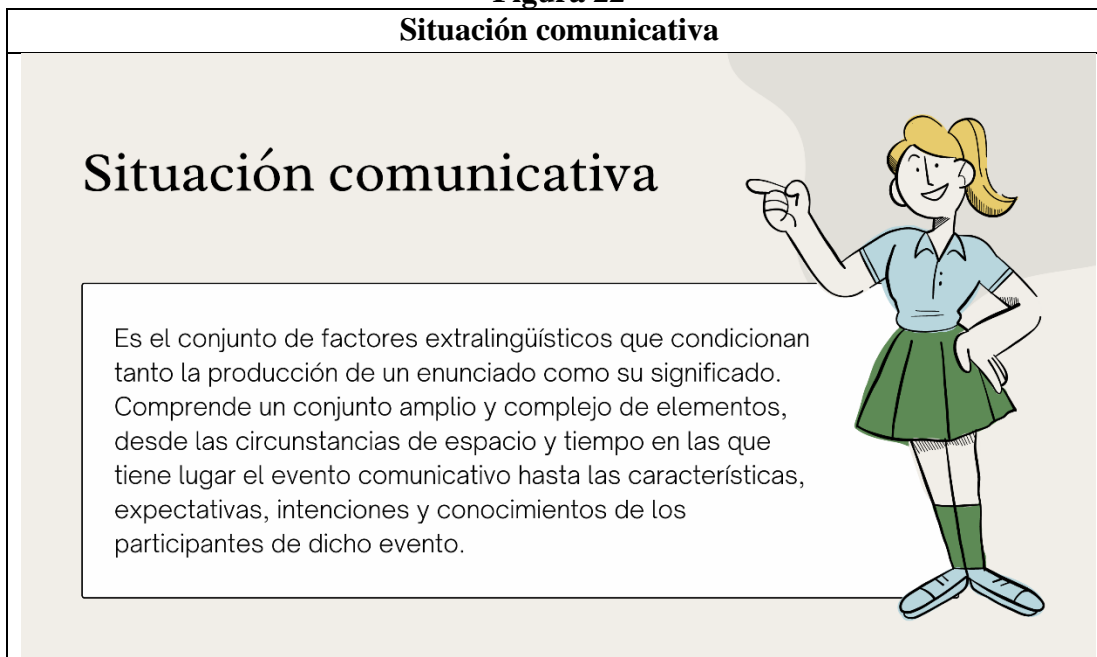 Figura 22
Situación comunicativa
Situación comunicativa
Es el conjunto de factores extralingüísticos que condicionan
tanto la producción de un enunciado como su significado.
Comprende un conjunto amplio y complejo de elementos,
desde las circunstancias de espacio y tiempo en las que
tiene lugar el evento comunicativo hasta las características,
expectativas, intenciones y conocimientos de los
participantes de dicho evento.